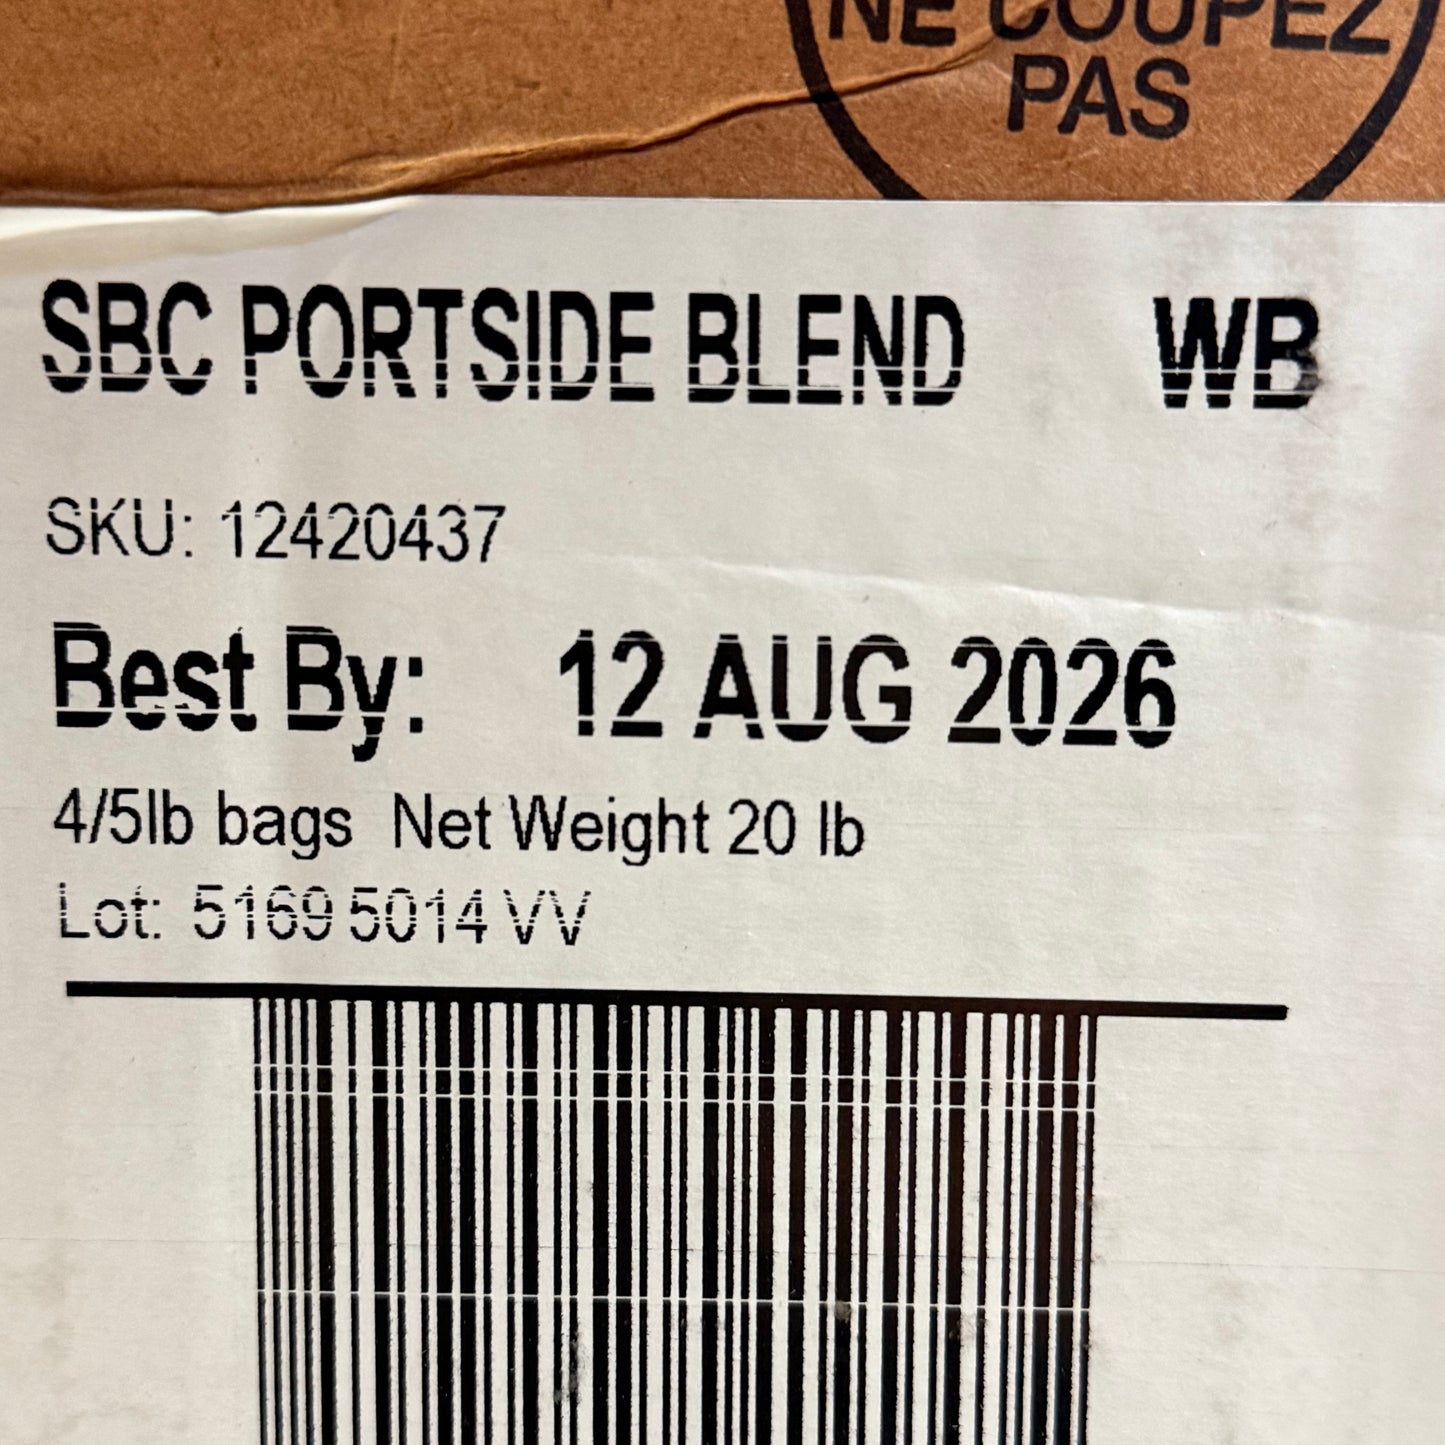 NE COUPEZ
PAS
SBC PORTSIDE BLEND WB
SKU: 12420437
Best By: 12 AUG 2026
4/5lb bags Net Weight 20 lb
Lot: 5169 5014 VV